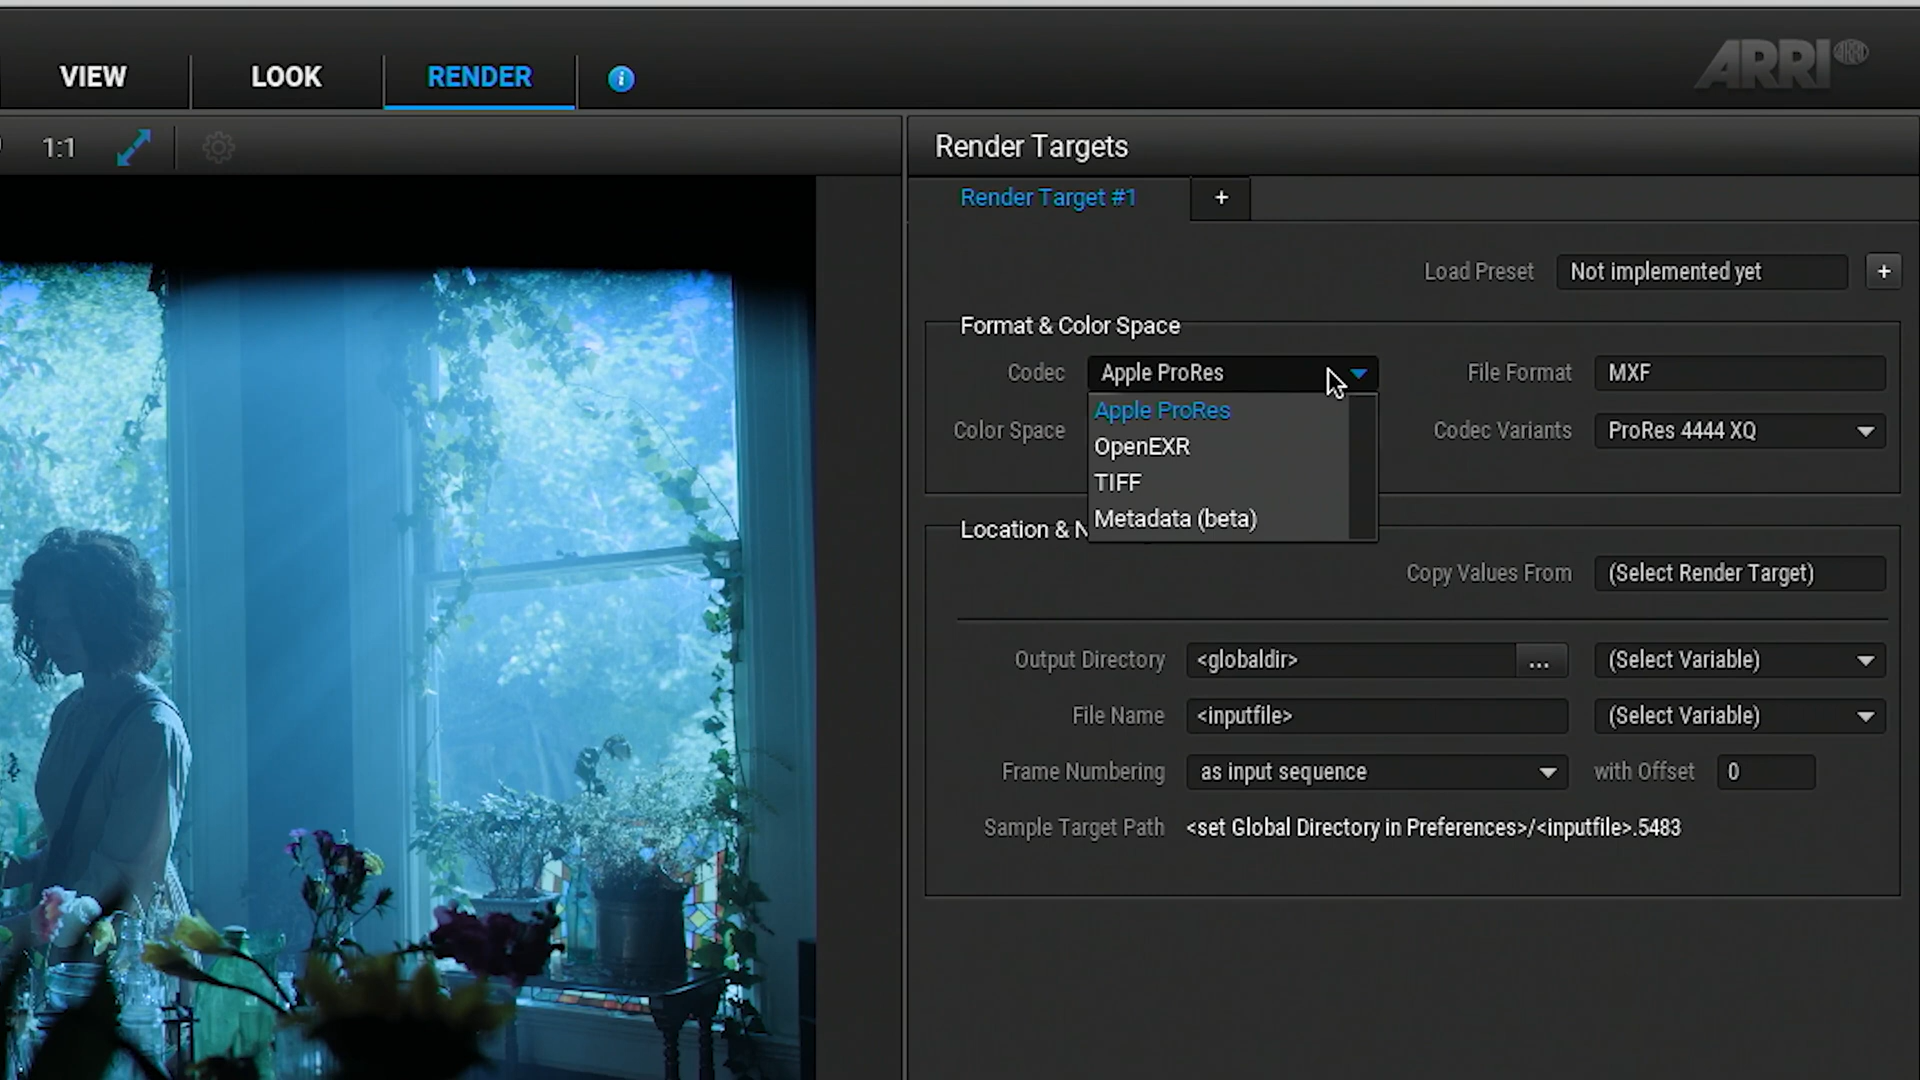 VIEW LOOK RENDER i ARRI
1:1
Render Targets
Render Target #1 +
Load Preset Not implemented yet +
Format & Color Space
Codec Apple ProRes File Format MXF
Apple ProRes
Color Space Codec Variants ProRes 4444 XQ
OpenEXR
TIFF
Metadata (beta)
Location & N
Copy Values From (Select Render Target)
Output Directory <globaldir> ... (Select Variable)
File Name <inputfile> (Select Variable)
Frame Numbering as input sequence with Offset 0
Sample Target Path <set Global Directory in Preferences>/<inputfile>.5483